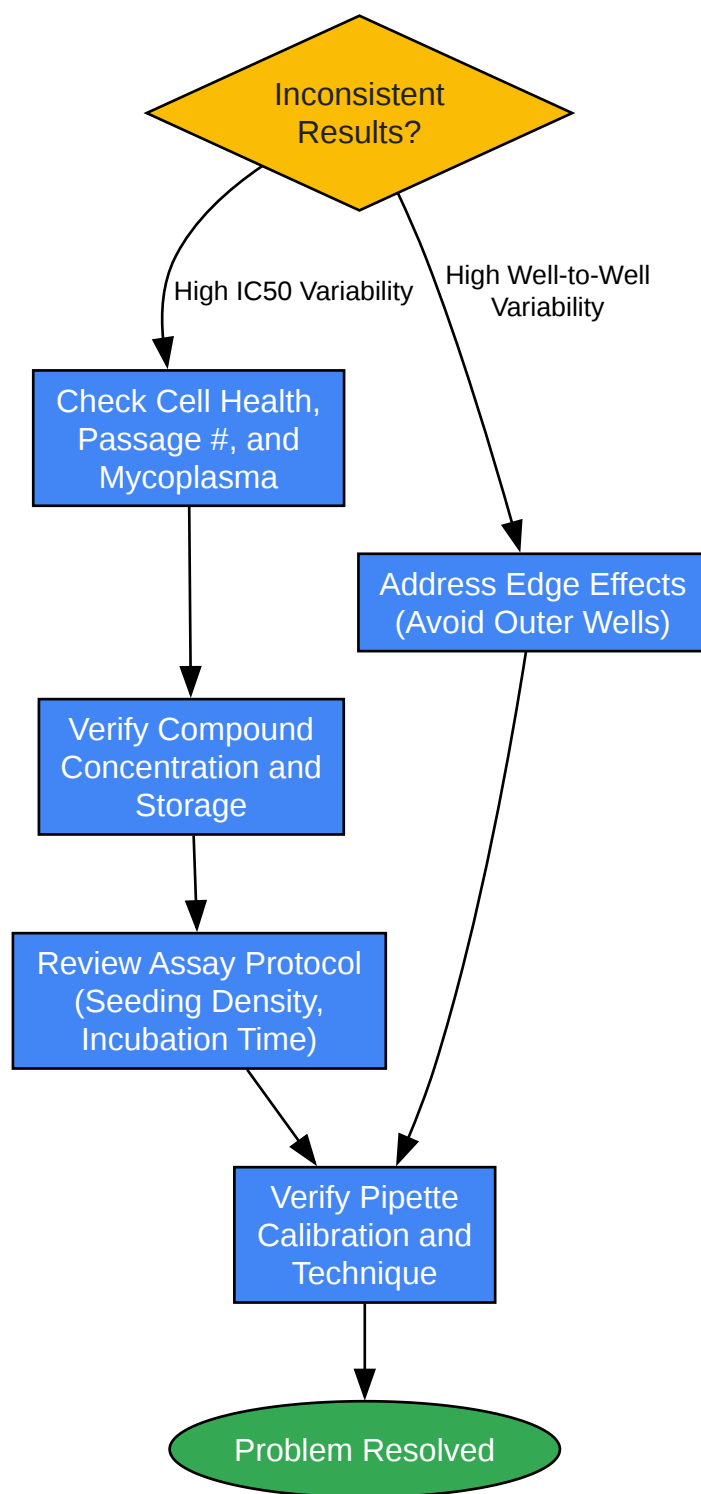 Inconsistent
Results?
High IC50 Variability
High Well-to-Well
Variability
Check Cell Health,
Passage #, and
Mycoplasma
Address Edge Effects
(Avoid Outer Wells)
Verify Compound
Concentration and
Storage
Review Assay Protocol
(Seeding Density,
Incubation Time)
Verify Pipette
Calibration and
Technique
Problem Resolved